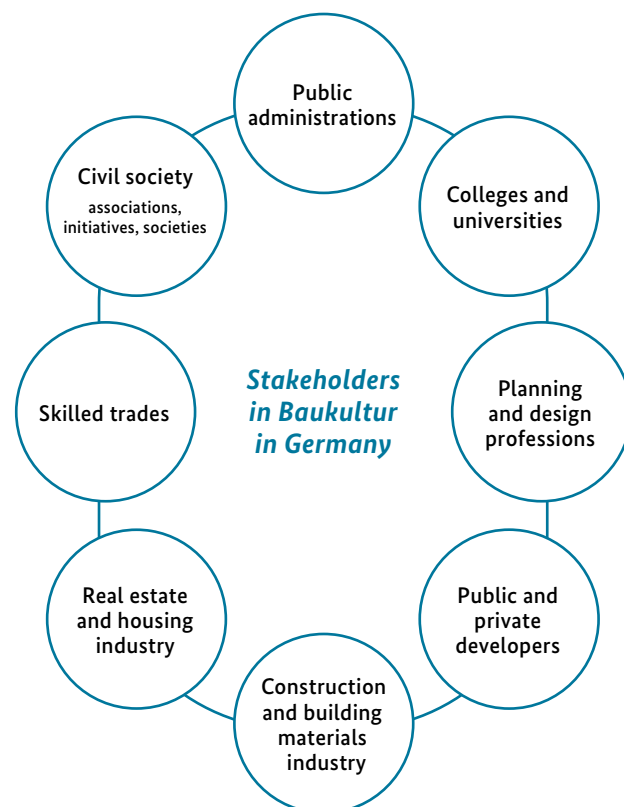 Public
administrations
Civil society
associations,
initiatives, societies
Colleges and
universities
Skilled trades
Stakeholders
in Baukultur
in Germany
Planning
and design
professions
Real estate
and housing
industry
Public and
private
developers
Construction
and building
materials
industry